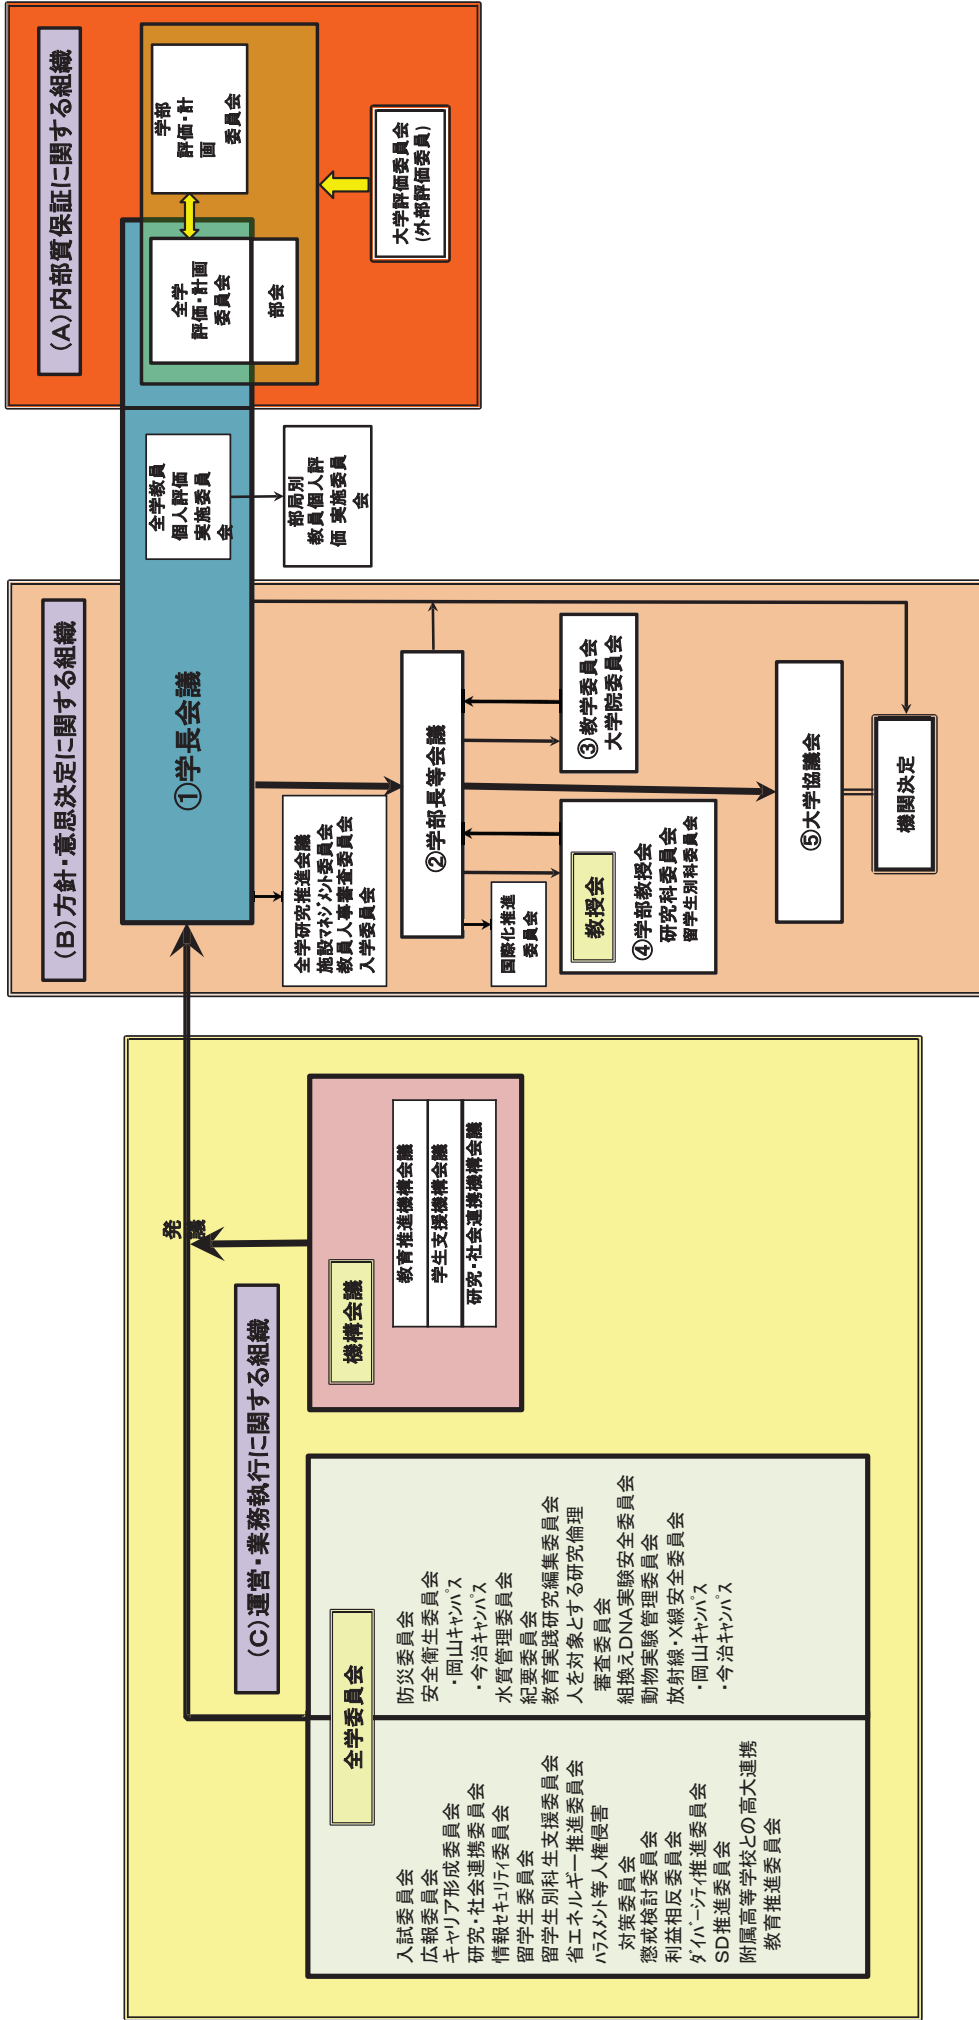 (A)内部質保証に関する組織
学部
評価・計
画
委員会
全学
評価・計画
委員会
部会
大学評価委員会
(外部評価委員)
全学教員
個人評価
実施委員
会
部局別
教員個人評
価 実施委員
会
(B)方針・意思決定に関する組織
①学長会議
全学研究推進会議
施設マネジメント委員会
教員人事審査委員会
入学委員会
②学部長等会議
国際化推進
委員会
③教学委員会
大学院委員会
教授会
④学部教授会
研究科委員会
留学生別科委員会
⑤大学協議会
機関決定
(C)運営・業務執行に関する組織
発
議
機構会議
教育推進機構会議
学生支援機構会議
研究・社会連携機構会議
全学委員会
入試委員会
広報委員会
キャリア形成委員会
研究・社会連携委員会
情報セキュリティ委員会
留学生委員会
留学生別科生支援委員会
省エネルギー推進委員会
ハラスメント等人権侵害
対策委員会
懲戒検討委員会
利益相反委員会
ダイバーシティ推進委員会
SD推進委員会
附属高等学校との高大連携
教育推進委員会
防災委員会
安全衛生委員会
・岡山キャンパス
・今治キャンパス
水質管理委員会
紀要委員会
教育実践研究編集委員会
人を対象とする研究倫理
審査委員会
組換えDNA実験安全委員会
動物実験管理委員会
放射線・X線安全委員会
・岡山キャンパス
・今治キャンパス